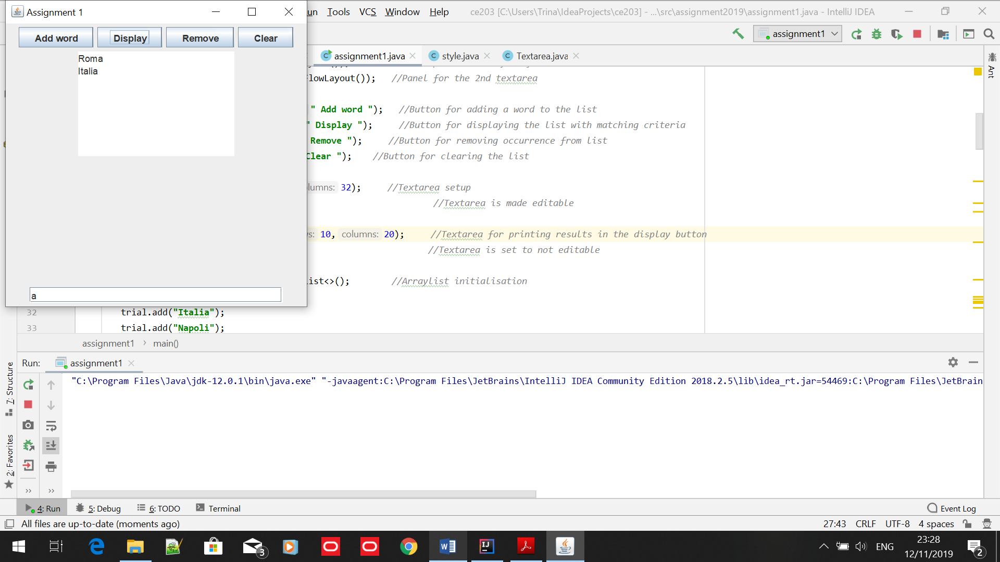 Assignment 1
Add word
Display
Remove
Clear
Roma
Italia
a
un Tools VCS Window Help ce203 [C:\Users\Trina\IdeaProjects\ce203] - ...\src\assignment2019\assignment1.java - IntelliJ IDEA
assignment1
assignment1.java
style.java
Textarea.java
Ant
FlowLayout()); //Panel for the 2nd textarea
" Add word "); //Button for adding a word to the list
" Display "); //Button for displaying the list with matching criteria
Remove "); //Button for removing occurrence from list
Clear "); //Button for clearing the list
olumns: 32); //Textarea setup
//Textarea is made editable
ws: 10, columns: 20); //Textarea for printing results in the display button
//Textarea is set to not editable
ist<>(); //Arraylist initialisation
32 trial.add("Italia");
33 trial.add("Napoli");
assignment1 > main()
Run: assignment1
"C:\Program Files\Java\jdk-12.0.1\bin\java.exe" "-javaagent:C:\Program Files\JetBrains\IntelliJ IDEA Community Edition 2018.2.5\lib\idea_rt.jar=54469:C:\Program Files\JetBrain
7: Structure
2: Favorites
4: Run
5: Debug
6: TODO
Terminal
Event Log
All files are up-to-date (moments ago)
27:43 CRLF UTF-8 4 spaces
3
W
IJ
ENG
23:28
12/11/2019
2